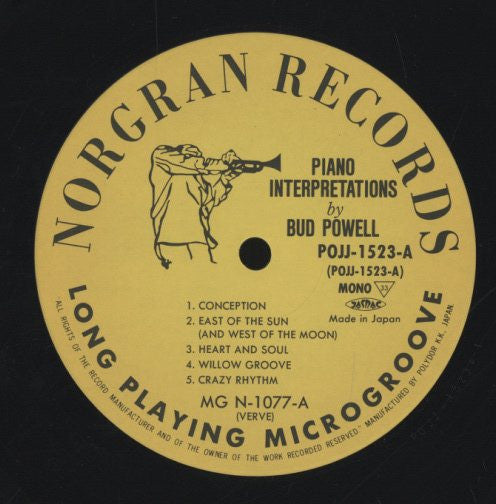 NORGRAN RECORDS
PIANO
INTERPRETATIONS
by
BUD POWELL
POJJ-1523-A
(POJJ-1523-A)
MONO 33
JASRAC
Made in Japan
1. CONCEPTION
2. EAST OF THE SUN
(AND WEST OF THE MOON)
3. HEART AND SOUL
4. WILLOW GROOVE
5. CRAZY RHYTHM
MG N-1077-A
(VERVE)
LONG PLAYING MICROGROOVE
"ALL RIGHTS OF THE RECORD MANUFACTURER AND OF THE OWNER OF THE WORK RECORDED RESERVED" MANUFACTURED BY POLYDOR K.K., JAPAN.